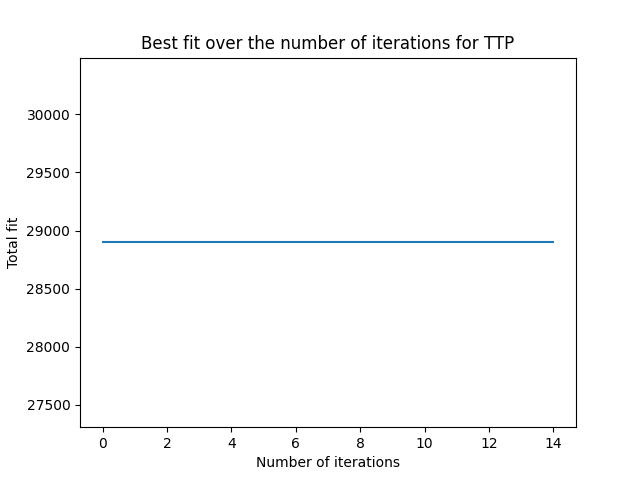 Best fit over the number of iterations for TTP
30000
29500
29000
28500
28000
27500
Total fit
0 2 4 6 8 10 12 14
Number of iterations